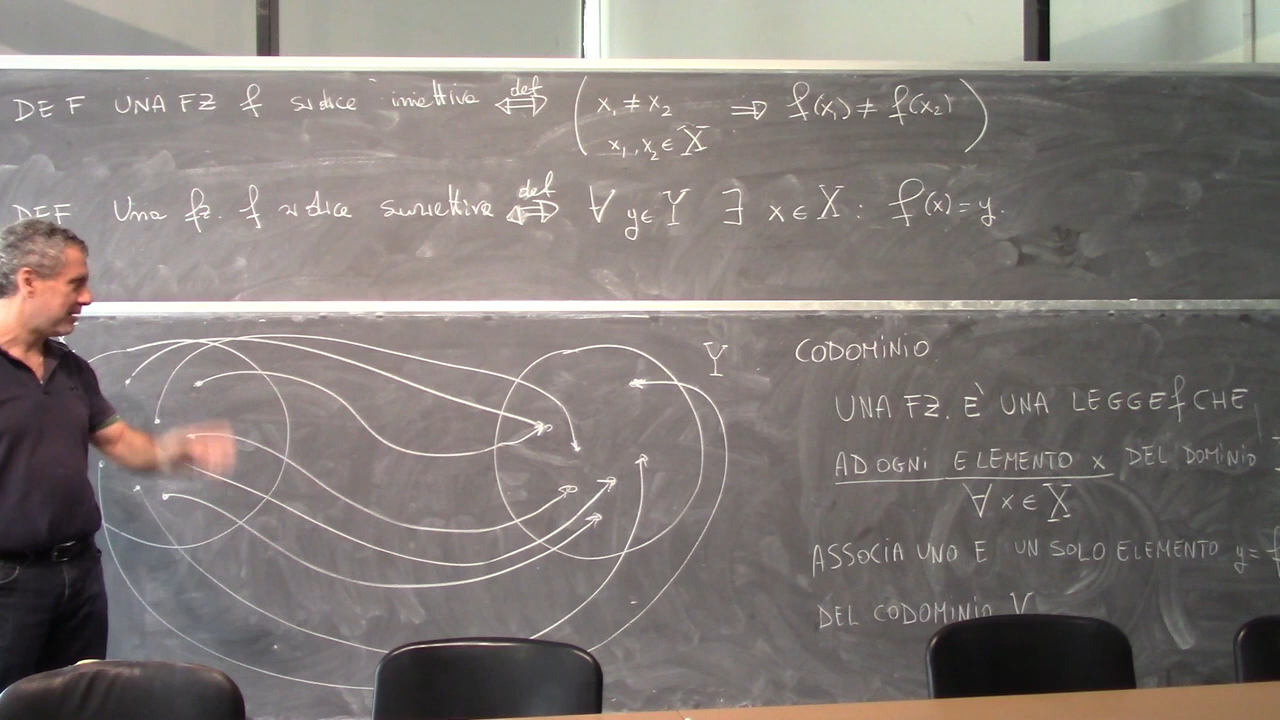 DEF UNA FZ f si dice iniettiva ⟺ def ( x₁ ≠ x₂ ⇒ f(x₁) ≠ f(x₂) )
x₁, x₂ ∈ X
DEF Una fz. f si dice suriettiva ⟺ def ∀ y ∈ Y ∃ x ∈ X : f(x) = y.
Y
CODOMINIO
UNA FZ. È UNA LEGGE f CHE
AD OGNI ELEMENTO x DEL DOMINIO
∀ x ∈ X
ASSOCIA UNO E UN SOLO ELEMENTO y =
DEL CODOMINIO Y